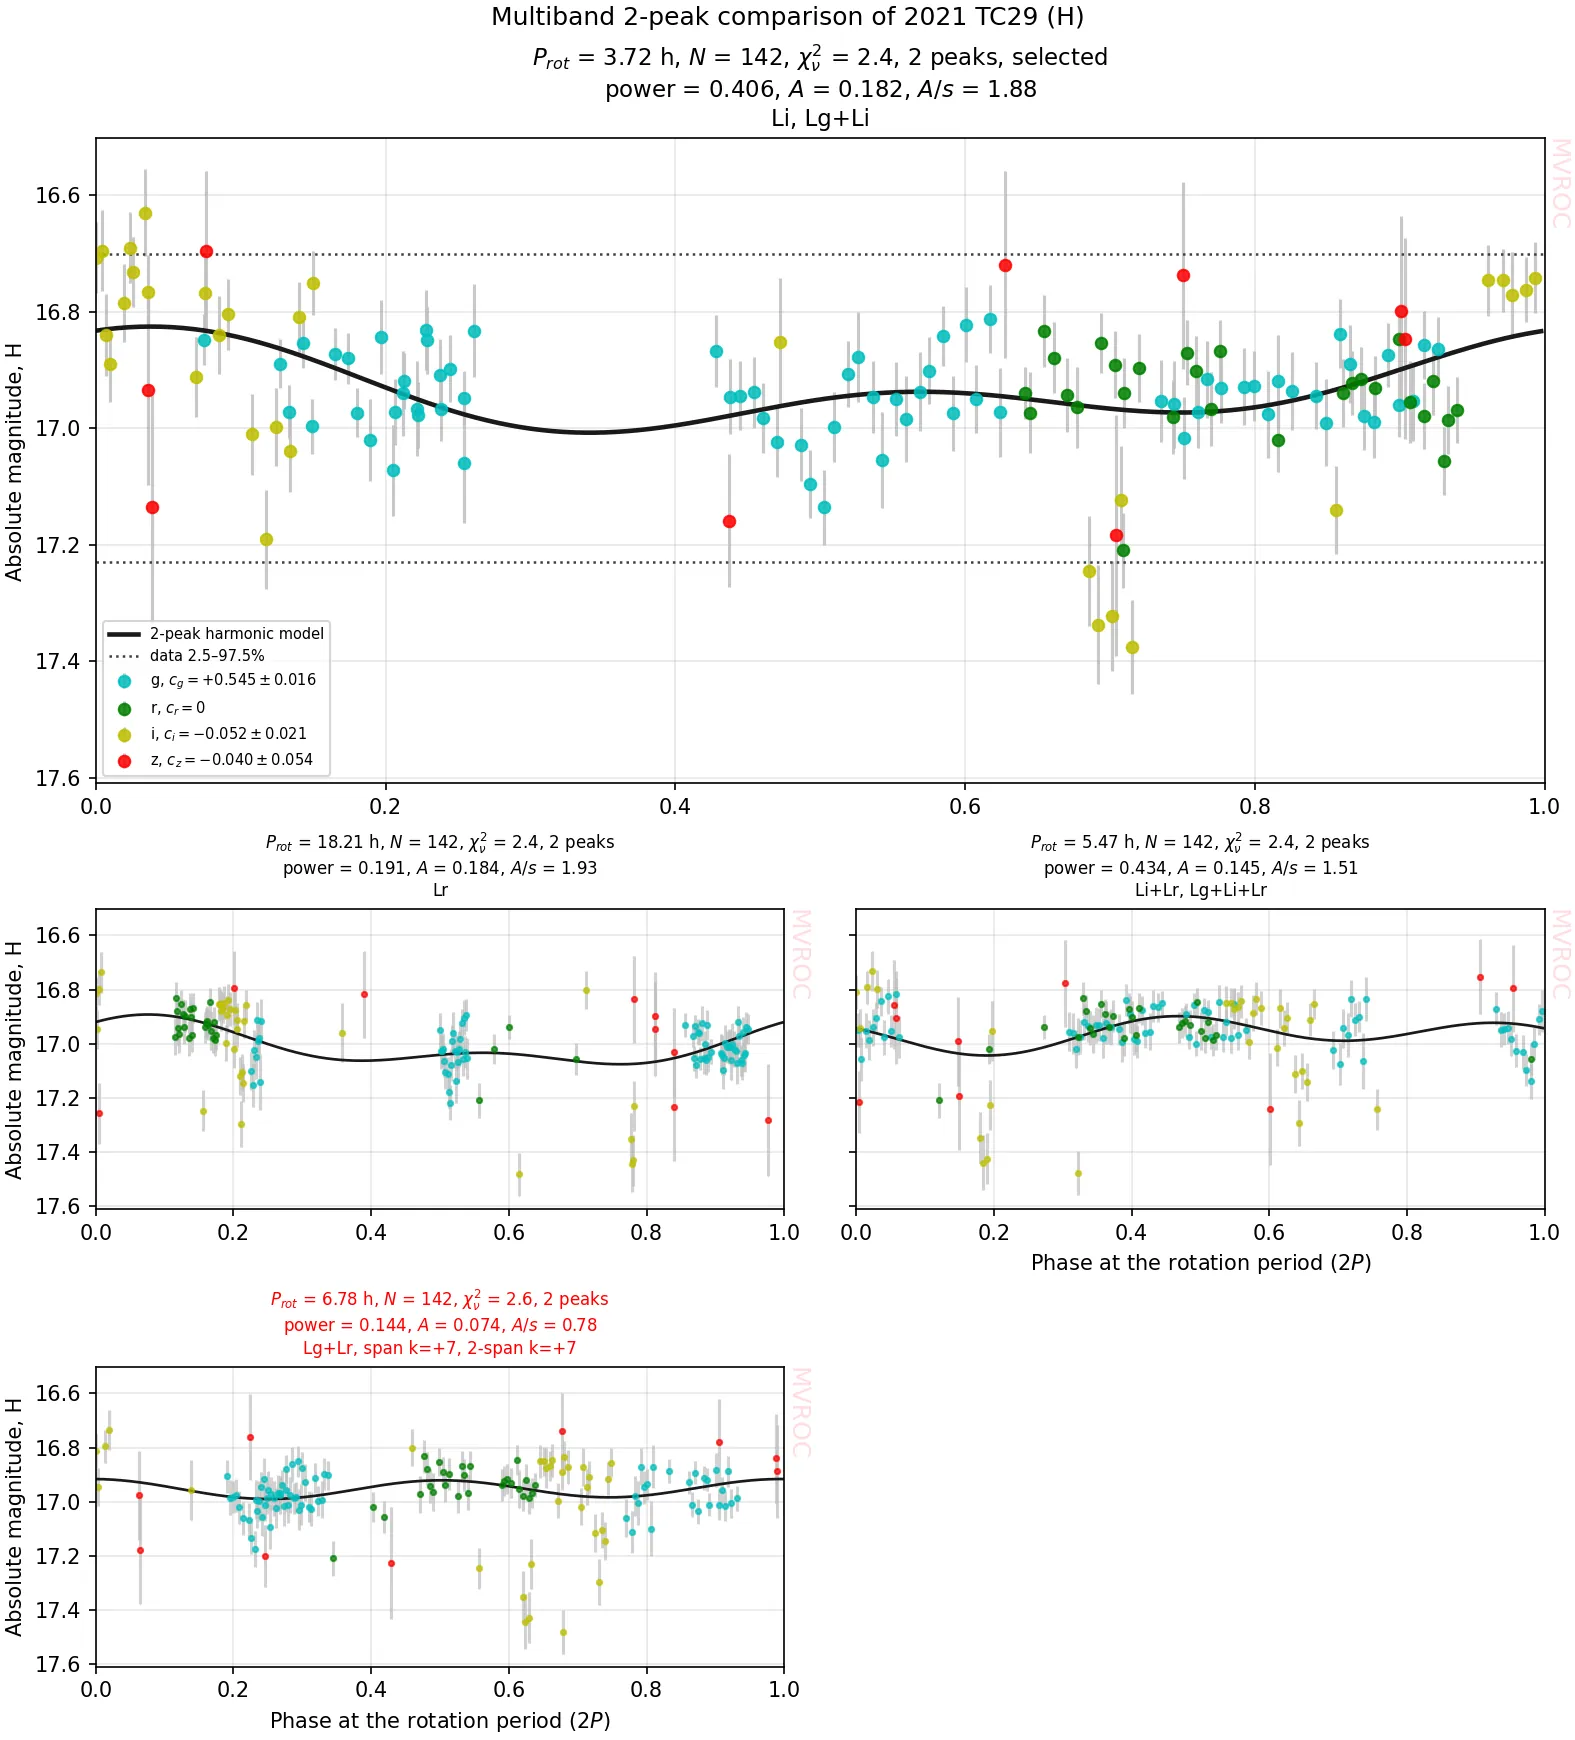 Multiband 2-peak comparison of 2021 TC29 (H)
P_rot = 3.72 h, N = 142, χ²_ν = 2.4, 2 peaks, selected
power = 0.406, A = 0.182, A/s = 1.88
Li, Lg+Li
MVROC
Absolute magnitude, H
16.6
16.8
17.0
17.2
17.4
17.6
2-peak harmonic model
data 2.5–97.5%
g, c_g = +0.545 ± 0.016
r, c_r = 0
i, c_i = −0.052 ± 0.021
z, c_z = −0.040 ± 0.054
0.0 0.2 0.4 0.6 0.8 1.0
P_rot = 18.21 h, N = 142, χ²_ν = 2.4, 2 peaks
power = 0.191, A = 0.184, A/s = 1.93
Lr
MVROC
Absolute magnitude, H
16.6
16.8
17.0
17.2
17.4
17.6
0.0 0.2 0.4 0.6 0.8 1.0
P_rot = 5.47 h, N = 142, χ²_ν = 2.4, 2 peaks
power = 0.434, A = 0.145, A/s = 1.51
Li+Lr, Lg+Li+Lr
MVROC
0.0 0.2 0.4 0.6 0.8 1.0
Phase at the rotation period (2P)
P_rot = 6.78 h, N = 142, χ²_ν = 2.6, 2 peaks
power = 0.144, A = 0.074, A/s = 0.78
Lg+Lr, span k=+7, 2-span k=+7
MVROC
Absolute magnitude, H
16.6
16.8
17.0
17.2
17.4
17.6
0.0 0.2 0.4 0.6 0.8 1.0
Phase at the rotation period (2P)